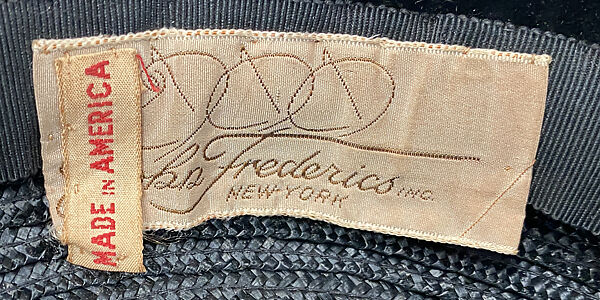 MADE IN AMERICA
Frederics INC.
NEW YORK